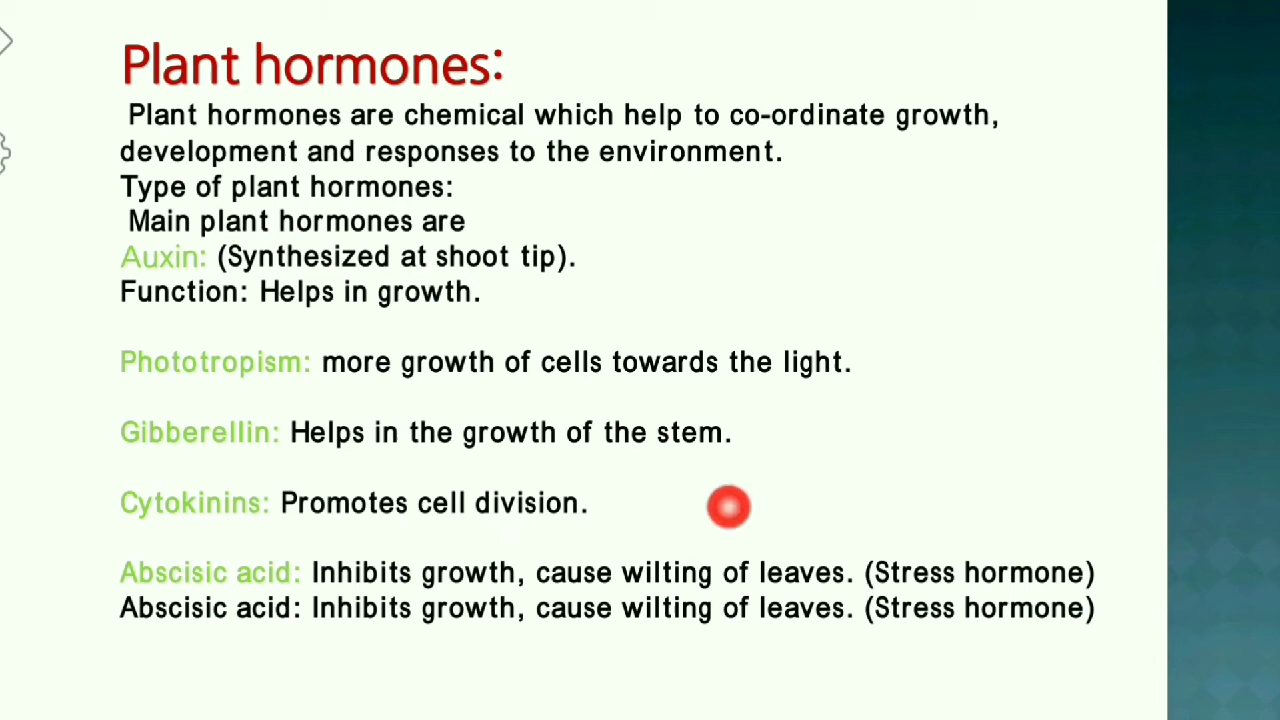 Plant hormones:
Plant hormones are chemical which help to co-ordinate growth,
development and responses to the environment.
Type of plant hormones:
Main plant hormones are
Auxin: (Synthesized at shoot tip).
Function: Helps in growth.
Phototropism: more growth of cells towards the light.
Gibberellin: Helps in the growth of the stem.
Cytokinins: Promotes cell division.
Abscisic acid: Inhibits growth, cause wilting of leaves. (Stress hormone)
Abscisic acid: Inhibits growth, cause wilting of leaves. (Stress hormone)